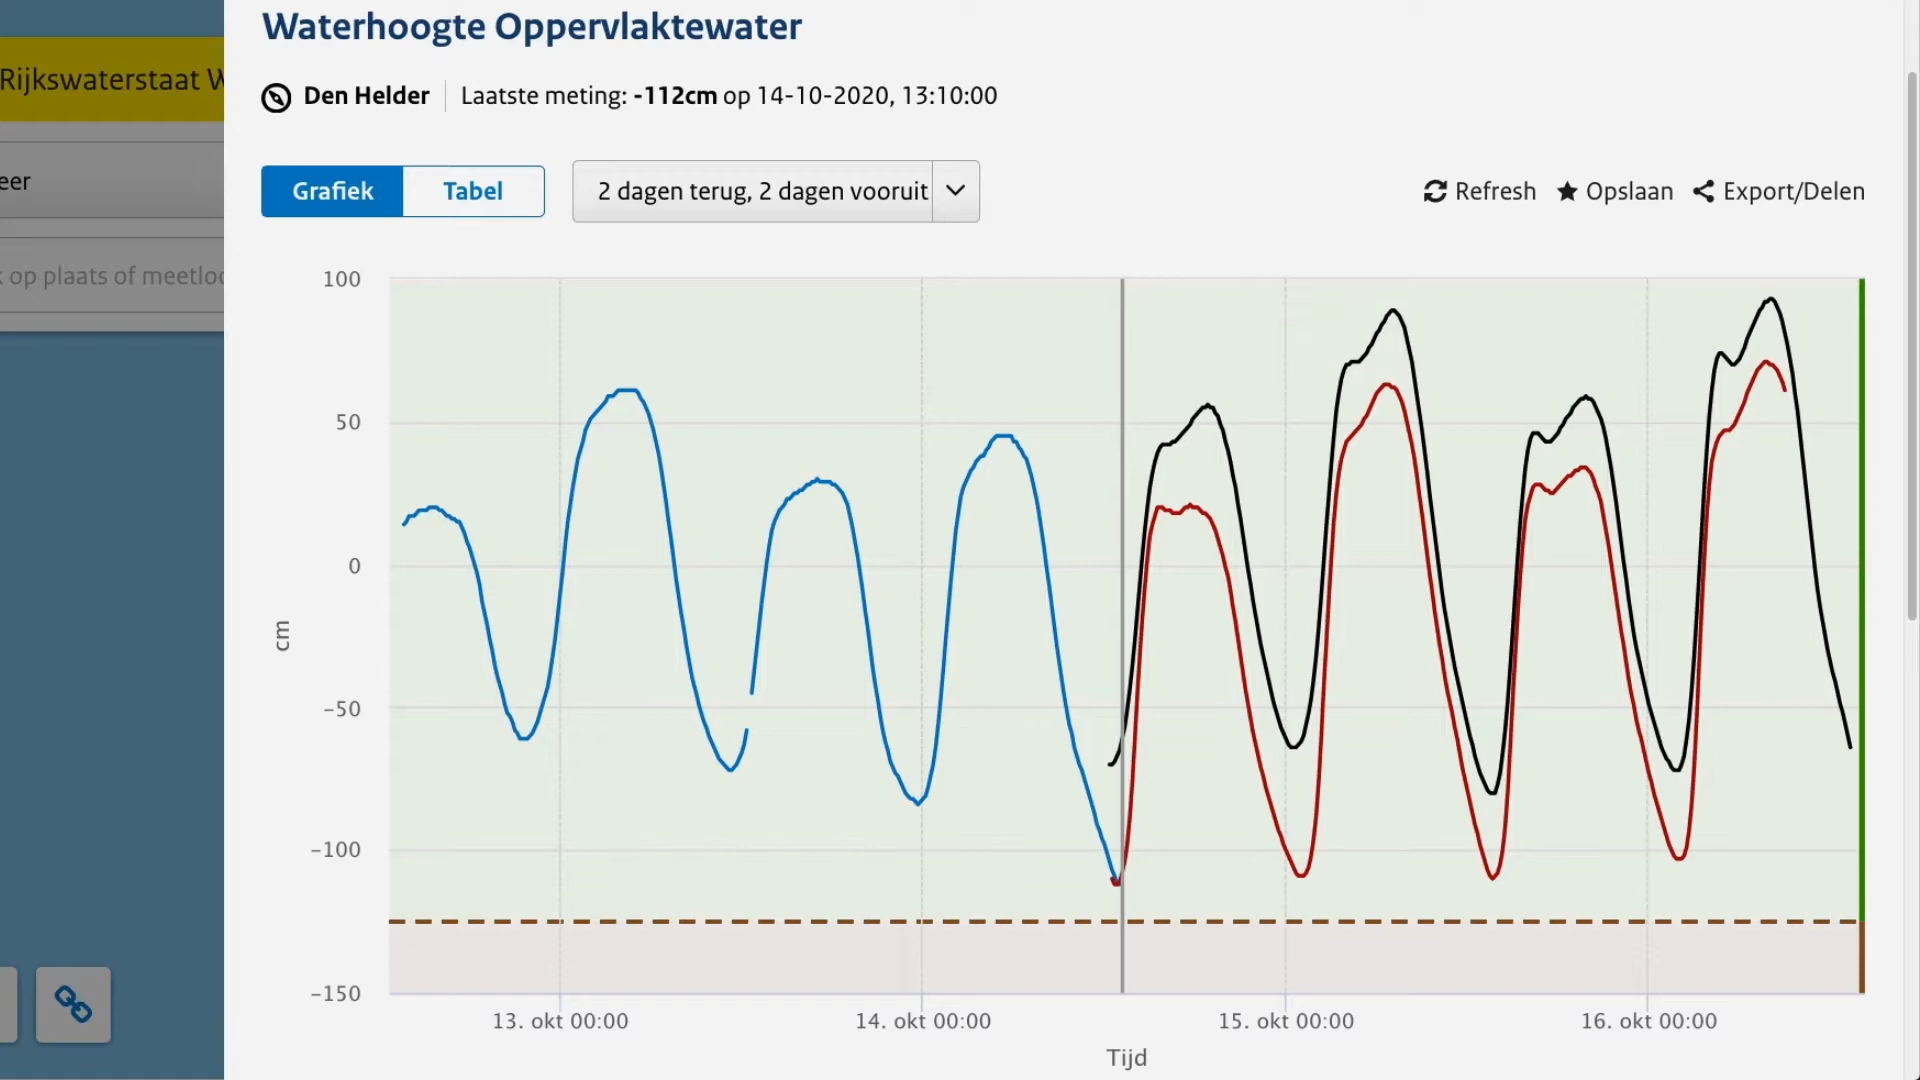 Waterhoogte Oppervlaktewater
Rijkswaterstaat
Den Helder Laatste meting: -112cm op 14-10-2020, 13:10:00
eer
Grafiek Tabel 2 dagen terug, 2 dagen vooruit Refresh Opslaan Export/Delen
op plaats of
100
50
0
−50
−100
−150
cm
13. okt 00:00 14. okt 00:00 15. okt 00:00 16. okt 00:00
Tijd